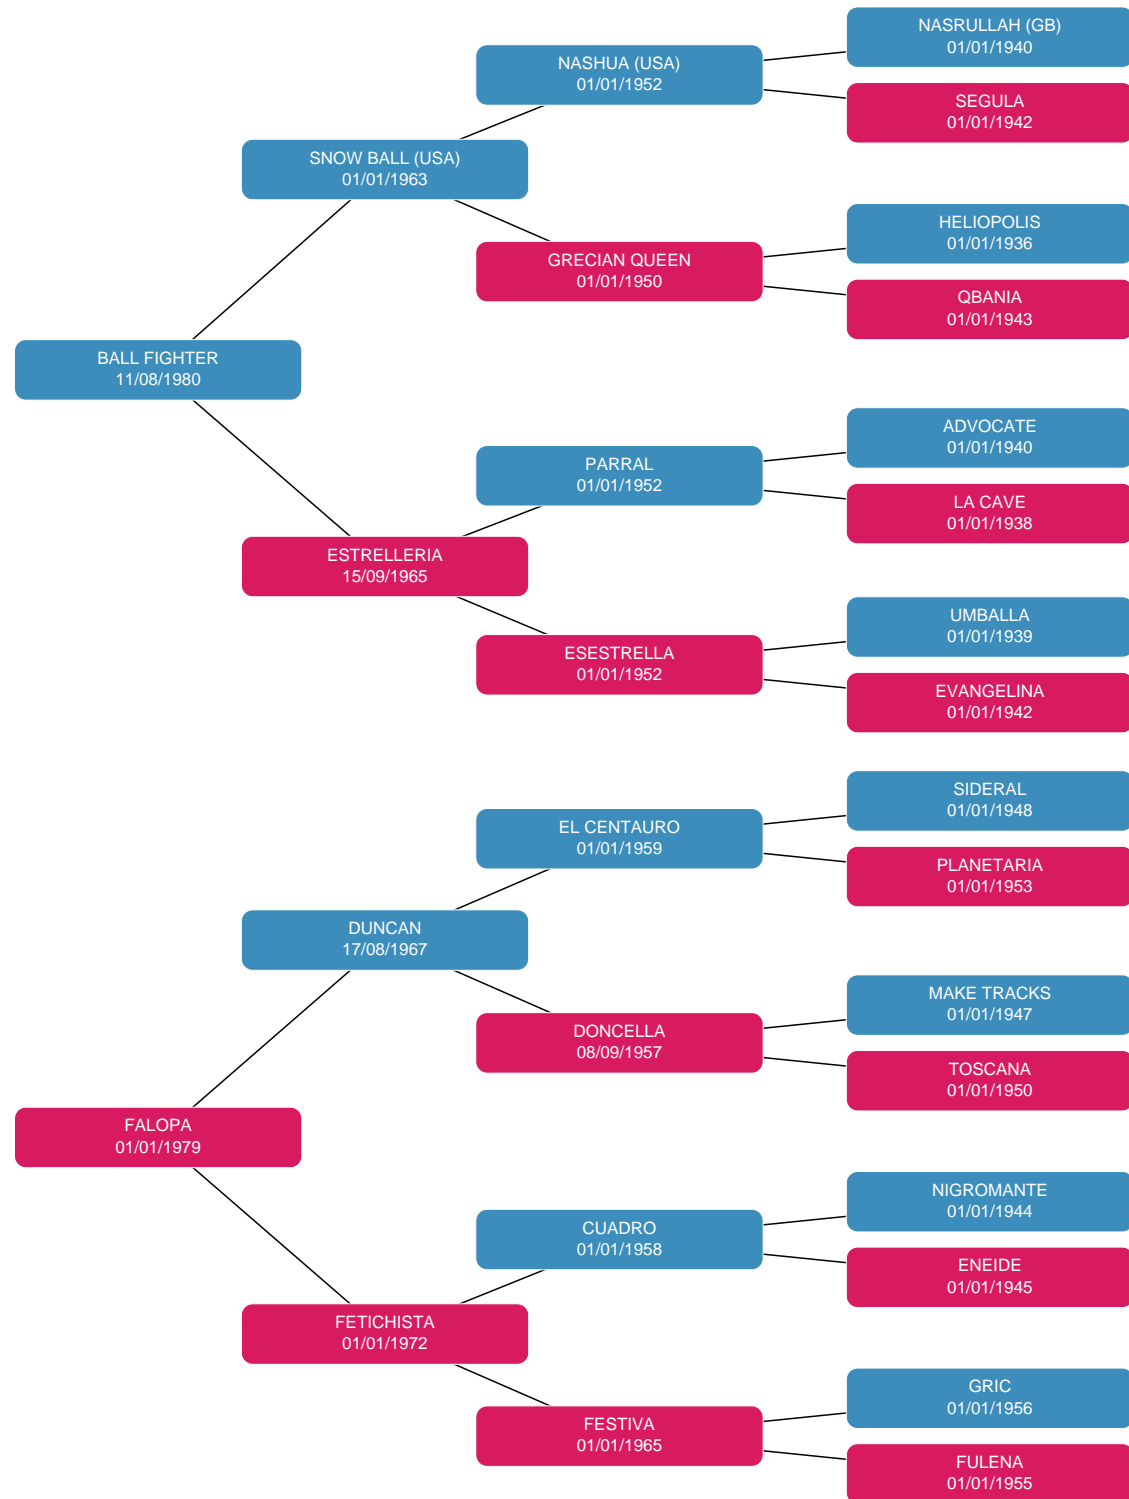 NASRULLAH (GB)
01/01/1940
NASHUA (USA)
01/01/1952
SEGULA
01/01/1942
SNOW BALL (USA)
01/01/1963
HELIOPOLIS
01/01/1936
GRECIAN QUEEN
01/01/1950
QBANIA
01/01/1943
BALL FIGHTER
11/08/1980
ADVOCATE
01/01/1940
PARRAL
01/01/1952
LA CAVE
01/01/1938
ESTRELLERIA
15/09/1965
UMBALLA
01/01/1939
ESESTRELLA
01/01/1952
EVANGELINA
01/01/1942
SIDERAL
01/01/1948
EL CENTAURO
01/01/1959
PLANETARIA
01/01/1953
DUNCAN
17/08/1967
MAKE TRACKS
01/01/1947
DONCELLA
08/09/1957
TOSCANA
01/01/1950
FALOPA
01/01/1979
NIGROMANTE
01/01/1944
CUADRO
01/01/1958
ENEIDE
01/01/1945
FETICHISTA
01/01/1972
GRIC
01/01/1956
FESTIVA
01/01/1965
FULENA
01/01/1955